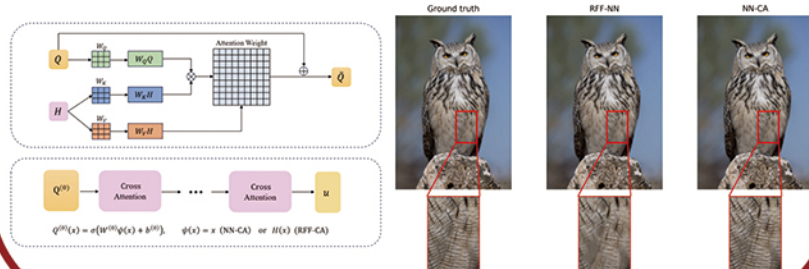 Attention Weight
W_Q
Q
W_Q Q
Q̃
W_K
H
W_K H
W_V
W_V H
Q^(0)
Cross
Attention
...
Cross
Attention
u
Q^(0)(x) = σ(W^(0)ψ(x) + b^(0)), ψ(x) = x (NN-CA) or H(x) (RFF-CA)
Ground truth
RFF-NN
NN-CA